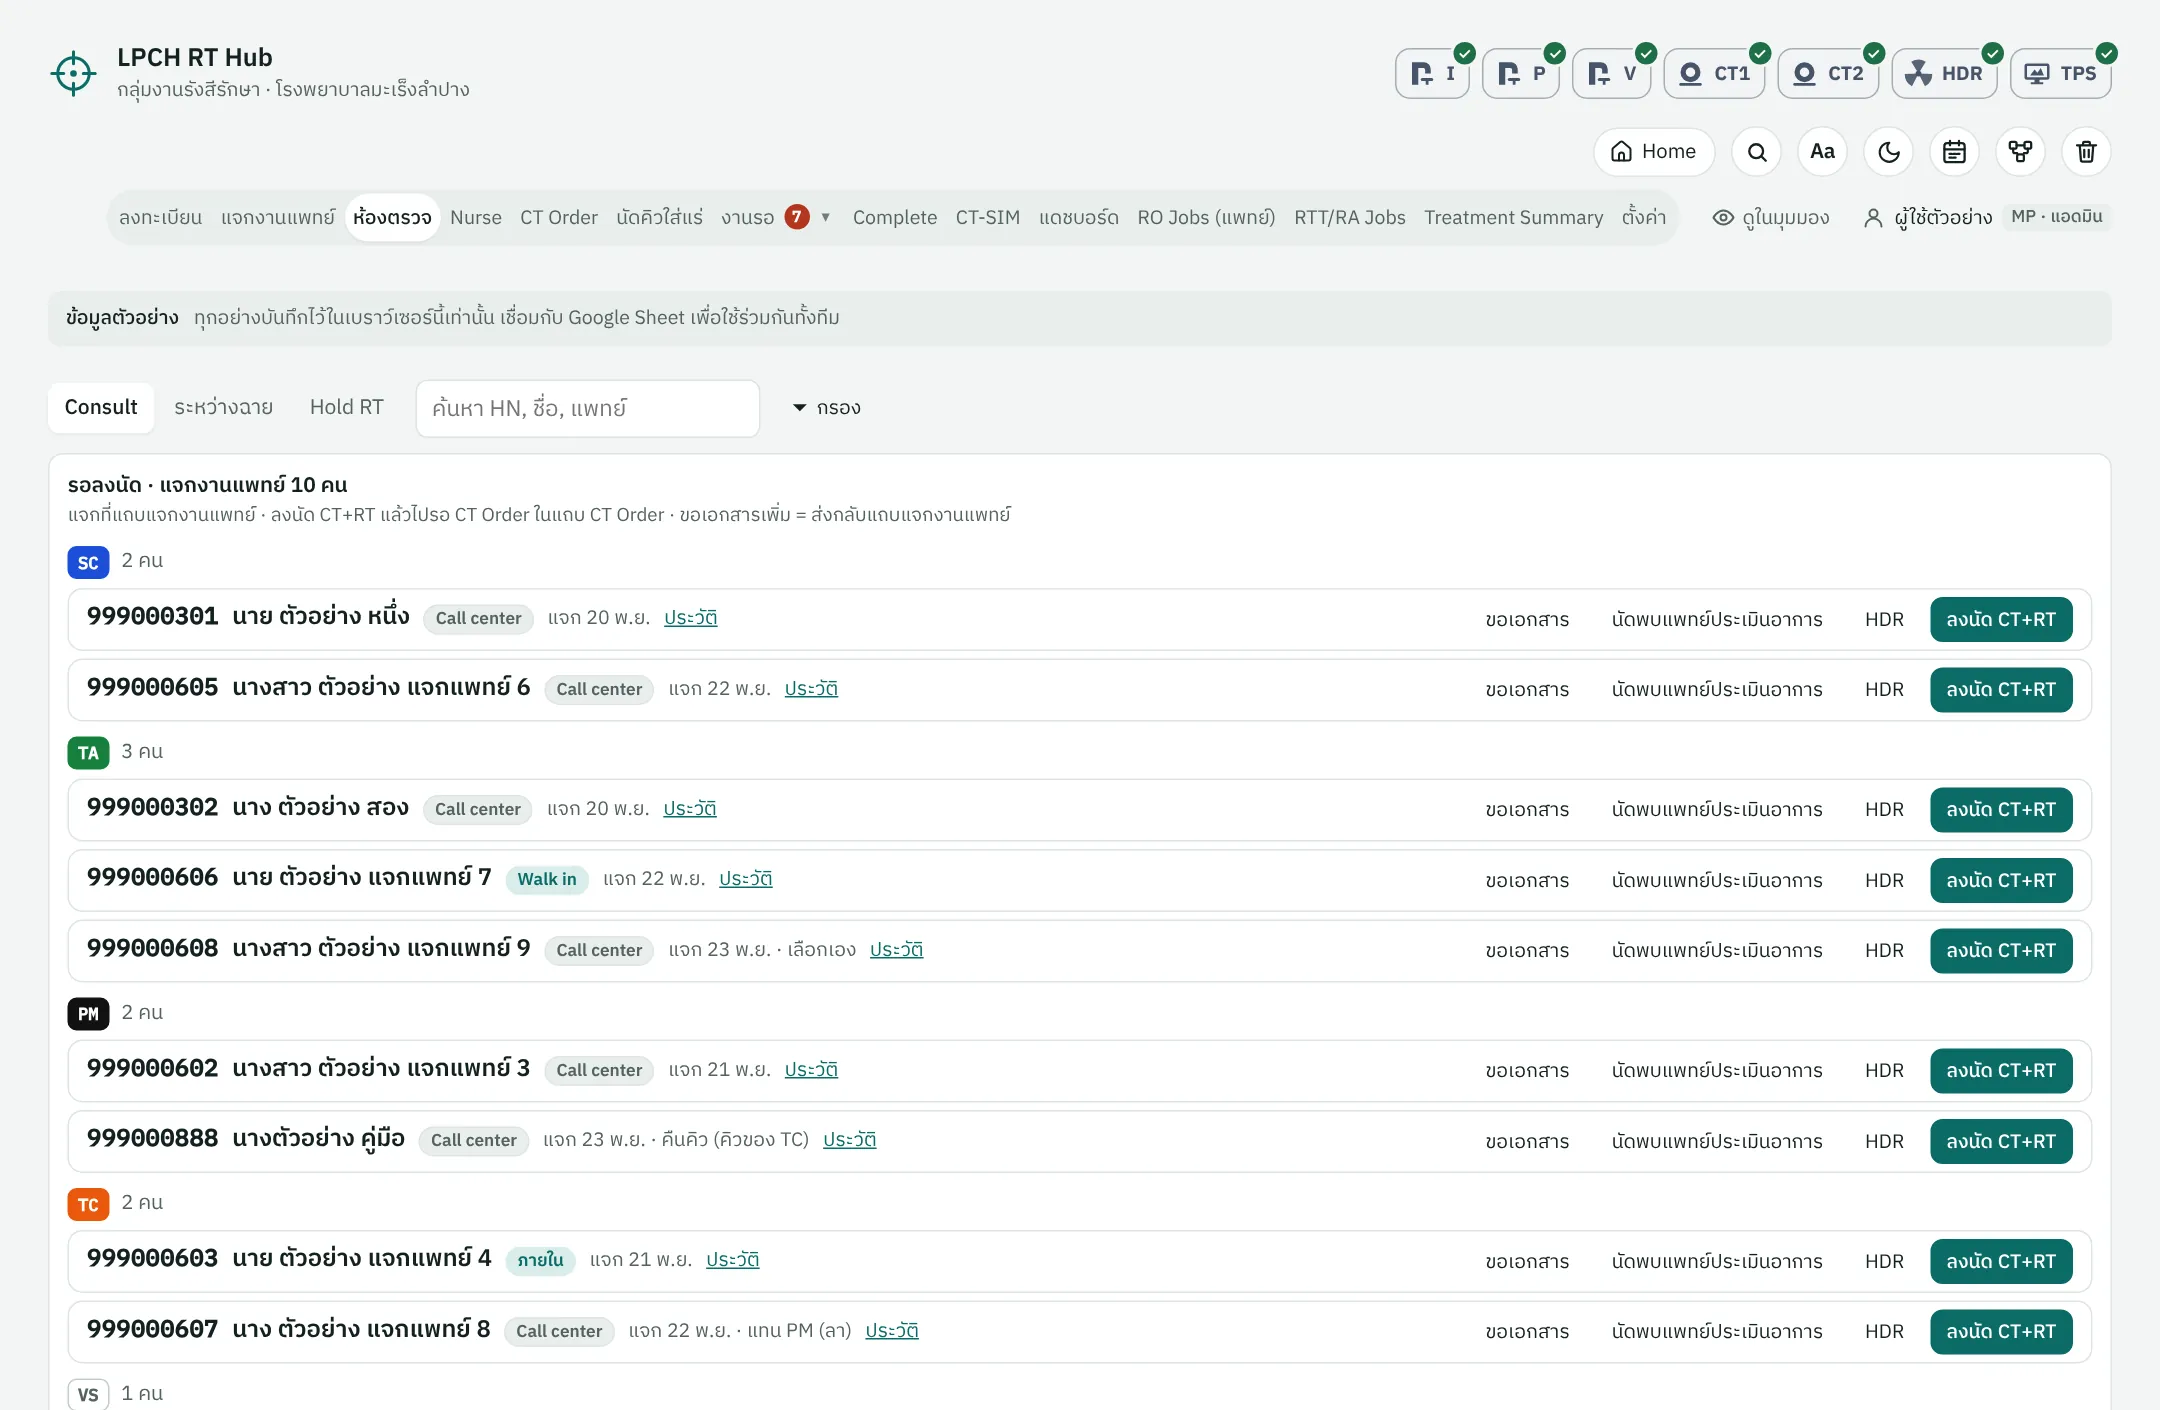 LPCH RT Hub
กลุ่มงานรังสีรักษา · โรงพยาบาลมะเร็งลำปาง
I P V CT1 CT2 HDR TPS
Home Aa
ลงทะเบียน แจกงานแพทย์ ห้องตรวจ Nurse CT Order นัดคิวใส่แร่ งานรอ 7 ▼ Complete CT-SIM แดชบอร์ด RO Jobs (แพทย์) RTT/RA Jobs Treatment Summary ตั้งค่า ดูในมุมมอง ผู้ใช้ตัวอย่าง MP · แอดมิน
ข้อมูลตัวอย่าง ทุกอย่างบันทึกไว้ในเบราว์เซอร์นี้เท่านั้น เชื่อมกับ Google Sheet เพื่อใช้ร่วมกันทั้งทีม
Consult ระหว่างฉาย Hold RT ค้นหา HN, ชื่อ, แพทย์ กรอง
รอลงนัด · แจกงานแพทย์ 10 คน
แจกที่แถบแจกงานแพทย์ · ลงนัด CT+RT แล้วไปรอ CT Order ในแถบ CT Order · ขอเอกสารเพิ่ม = ส่งกลับแถบแจกงานแพทย์
SC 2 คน
999000301 นาย ตัวอย่าง หนึ่ง Call center แจก 20 พ.ย. ประวัติ ขอเอกสาร นัดพบแพทย์ประเมินอาการ HDR ลงนัด CT+RT
999000605 นางสาว ตัวอย่าง แจกแพทย์ 6 Call center แจก 22 พ.ย. ประวัติ ขอเอกสาร นัดพบแพทย์ประเมินอาการ HDR ลงนัด CT+RT
TA 3 คน
999000302 นาง ตัวอย่าง สอง Call center แจก 20 พ.ย. ประวัติ ขอเอกสาร นัดพบแพทย์ประเมินอาการ HDR ลงนัด CT+RT
999000606 นาย ตัวอย่าง แจกแพทย์ 7 Walk in แจก 22 พ.ย. ประวัติ ขอเอกสาร นัดพบแพทย์ประเมินอาการ HDR ลงนัด CT+RT
999000608 นางสาว ตัวอย่าง แจกแพทย์ 9 Call center แจก 23 พ.ย. · เลือกเอง ประวัติ ขอเอกสาร นัดพบแพทย์ประเมินอาการ HDR ลงนัด CT+RT
PM 2 คน
999000602 นางสาว ตัวอย่าง แจกแพทย์ 3 Call center แจก 21 พ.ย. ประวัติ ขอเอกสาร นัดพบแพทย์ประเมินอาการ HDR ลงนัด CT+RT
999000888 นางตัวอย่าง คู่มือ Call center แจก 23 พ.ย. · คืนคิว (คิวของ TC) ประวัติ ขอเอกสาร นัดพบแพทย์ประเมินอาการ HDR ลงนัด CT+RT
TC 2 คน
999000603 นาย ตัวอย่าง แจกแพทย์ 4 ภายใน แจก 21 พ.ย. ประวัติ ขอเอกสาร นัดพบแพทย์ประเมินอาการ HDR ลงนัด CT+RT
999000607 นาง ตัวอย่าง แจกแพทย์ 8 Call center แจก 22 พ.ย. · แทน PM (ลา) ประวัติ ขอเอกสาร นัดพบแพทย์ประเมินอาการ HDR ลงนัด CT+RT
VS 1 คน